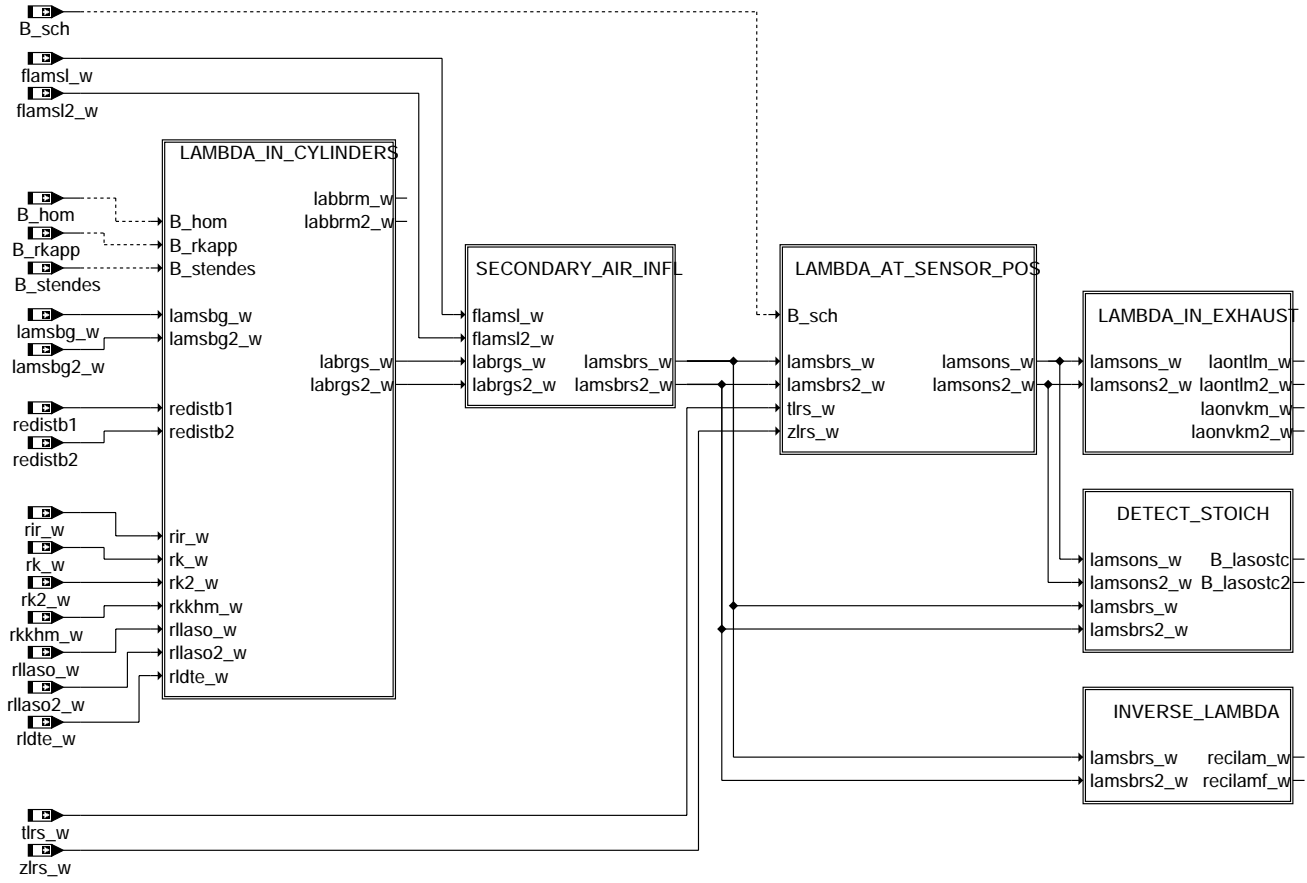 B_sch
flamsl_w
flamsl2_w
B_hom
B_rkapp
B_stendes
lamsbg_w
lamsbg2_w
redistb1
redistb2
rir_w
rk_w
rk2_w
rkkhm_w
rllaso_w
rllaso2_w
rldte_w
tlrs_w
zlrs_w
LAMBDA_IN_CYLINDERS
labbrm_w
B_hom
labbrm2_w
B_rkapp
B_stendes
lamsbg_w
lamsbg2_w
labrgs_w
labrgs2_w
redistb1
redistb2
rir_w
rk_w
rk2_w
rkkhm_w
rllaso_w
rllaso2_w
rldte_w
SECONDARY_AIR_INFL
flamsl_w
flamsl2_w
labrgs_w lamsbrs_w
labrgs2_w lamsbrs2_w
LAMBDA_AT_SENSOR_POS
B_sch
lamsbrs_w lamsons_w
lamsbrs2_w lamsons2_w
tlrs_w
zlrs_w
LAMBDA_IN_EXHAUST
lamsons_w laontlm_w
lamsons2_w laontlm2_w
laonvkm_w
laonvkm2_w
DETECT_STOICH
lamsons_w B_lasostc
lamsons2_w B_lasostc2
lamsbrs_w
lamsbrs2_w
INVERSE_LAMBDA
lamsbrs_w recilam_w
lamsbrs2_w recilamf_w